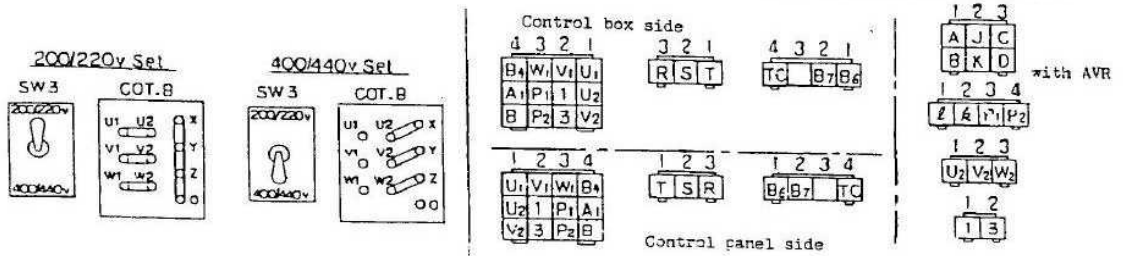 200/220v Set
SW3
COT.B
200/220v
400/440v
U1 U2 X
V1 V2 Y
W1 W2 Z
400/440v Set
SW3
COT.B
200/220v
400/440v
U1 U2 X
V1 V2 Y
W1 W2 Z
Control box side
4 3 2 1
B4 W1 V1 U1
A1 P1 1 U2
B P2 3 V2
3 2 1
R S T
4 3 2 1
TC B7 B6
1 2 3 4
U1 V1 W1 B4
U2 1 P1 A1
V2 3 P2 B
1 2 3
T S R
1 2 3 4
B6 B7 TC
Control panel side
1 2 3
A J C
B K D
with AVR
1 2 3 4
l k P1 P2
1 2 3
U2 V2 W2
1 2
1 3